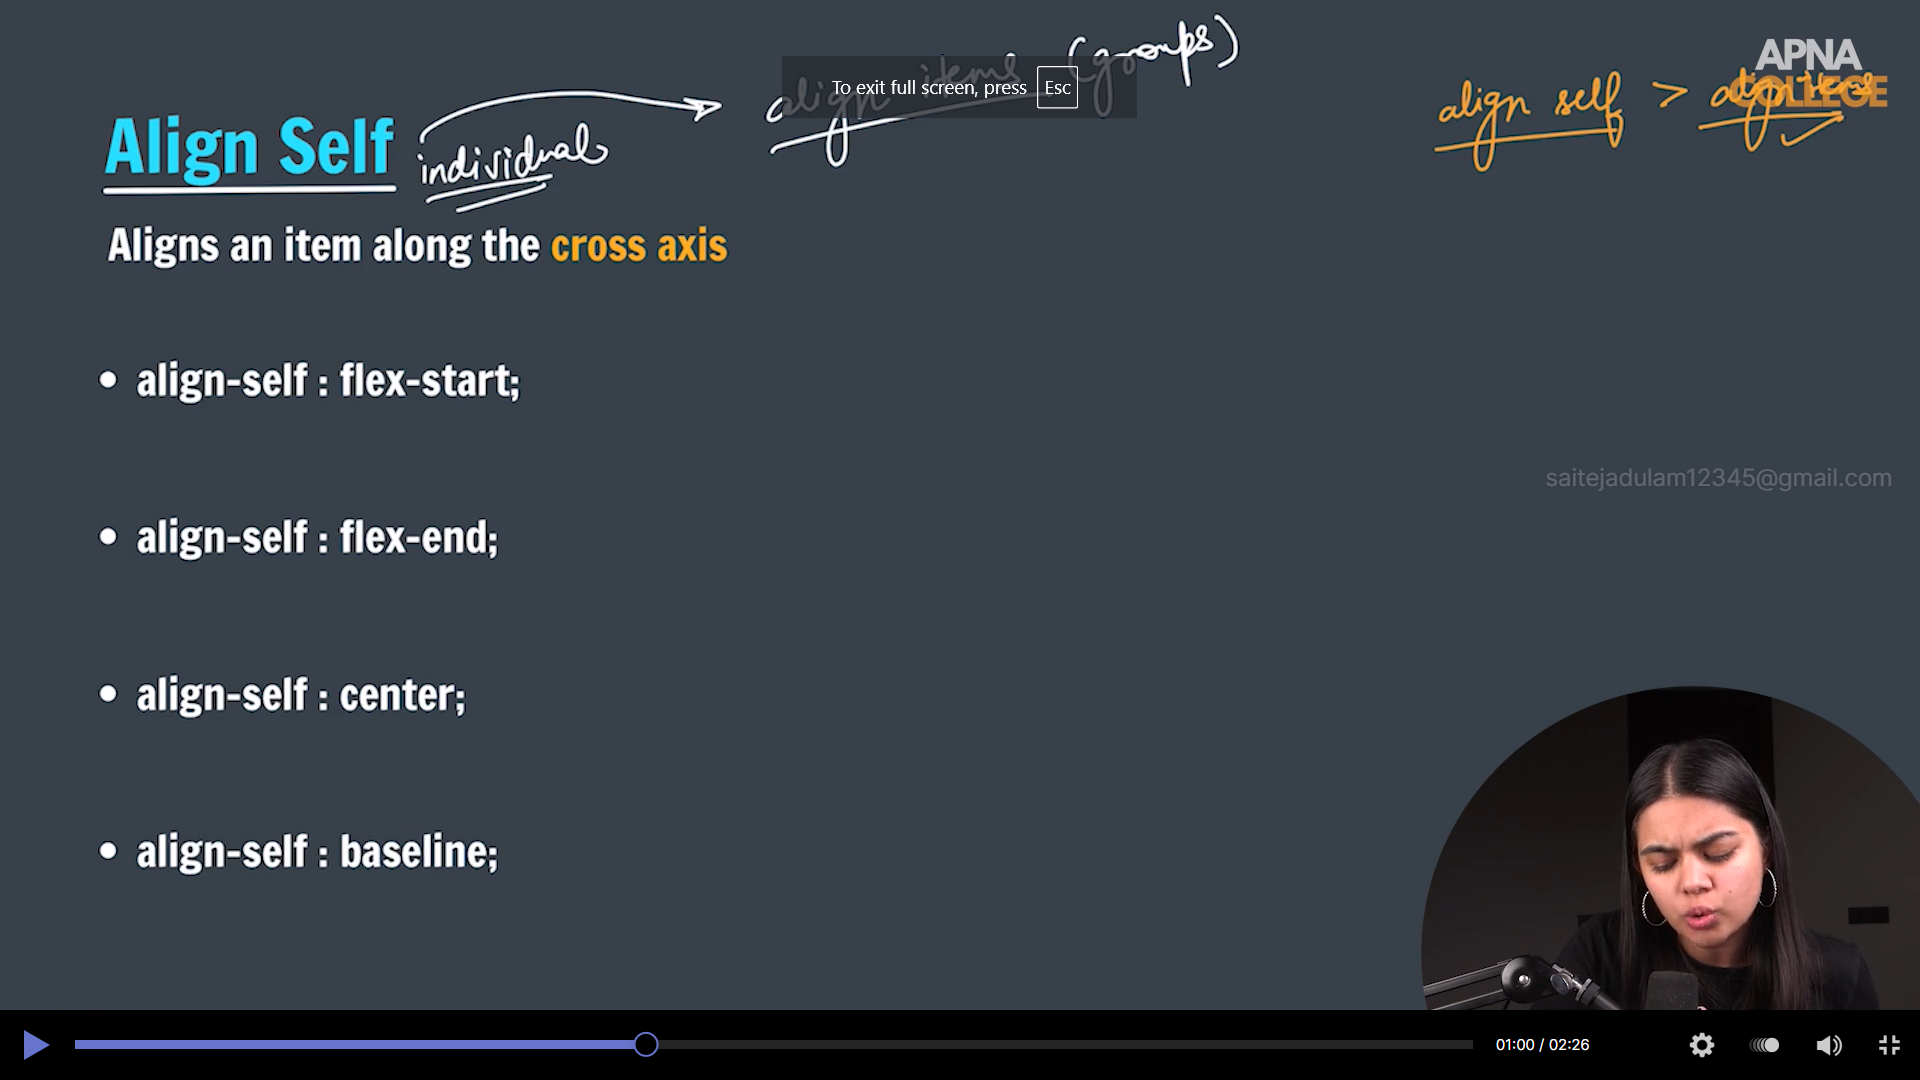 align items (groups)
To exit full screen, press Esc
APNA
COLLEGE
align self > align items
Align Self
individual
Aligns an item along the cross axis
• align-self : flex-start;
saitejadulam12345@gmail.com
• align-self : flex-end;
• align-self : center;
• align-self : baseline;
01:00 / 02:26